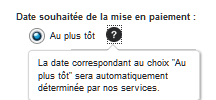 Date souhaitée de la mise en paiement :
Au plus tôt ?
La date correspondant au choix "Au
plus tôt" sera automatiquement
déterminée par nos services.